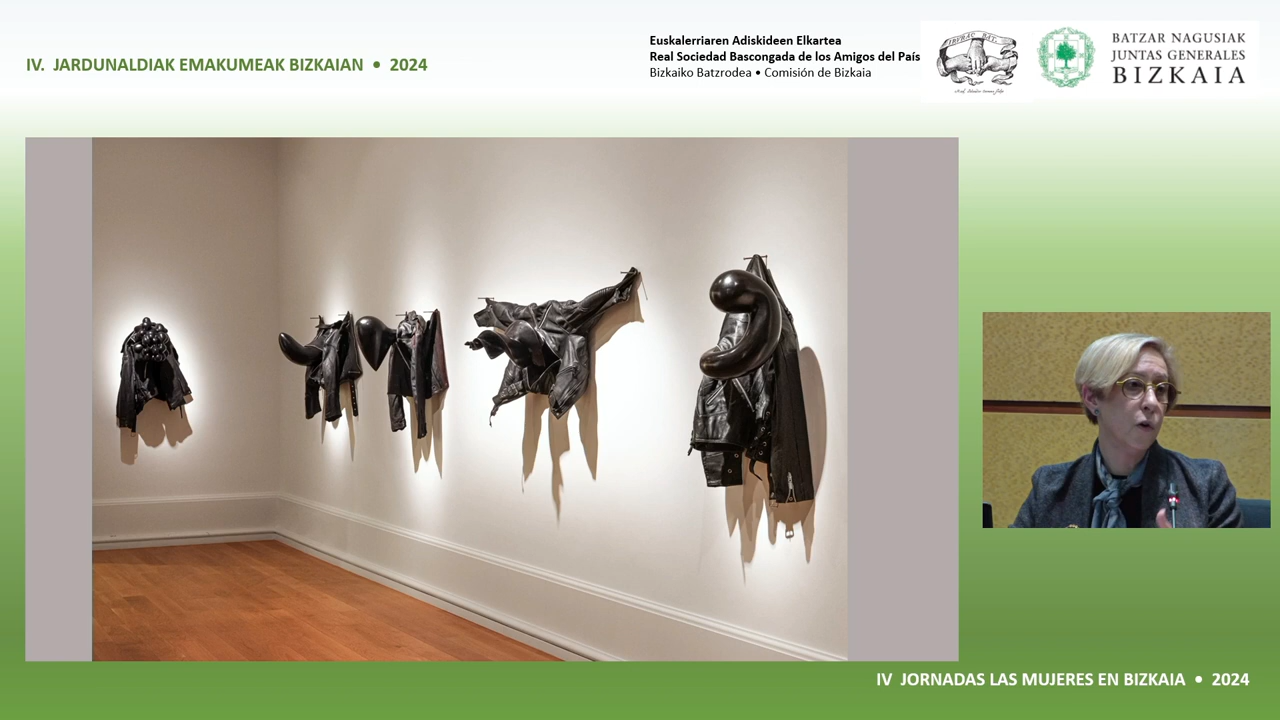 IV. JARDUNALDIAK EMAKUMEAK BIZKAIAN • 2024
Euskalerriaren Adiskideen Elkartea
Real Sociedad Bascongada de los Amigos del País
Bizkaiko Batzrodea • Comisión de Bizkaia
BATZAR NAGUSIAK
JUNTAS GENERALES
BIZKAIA
IV JORNADAS LAS MUJERES EN BIZKAIA • 2024